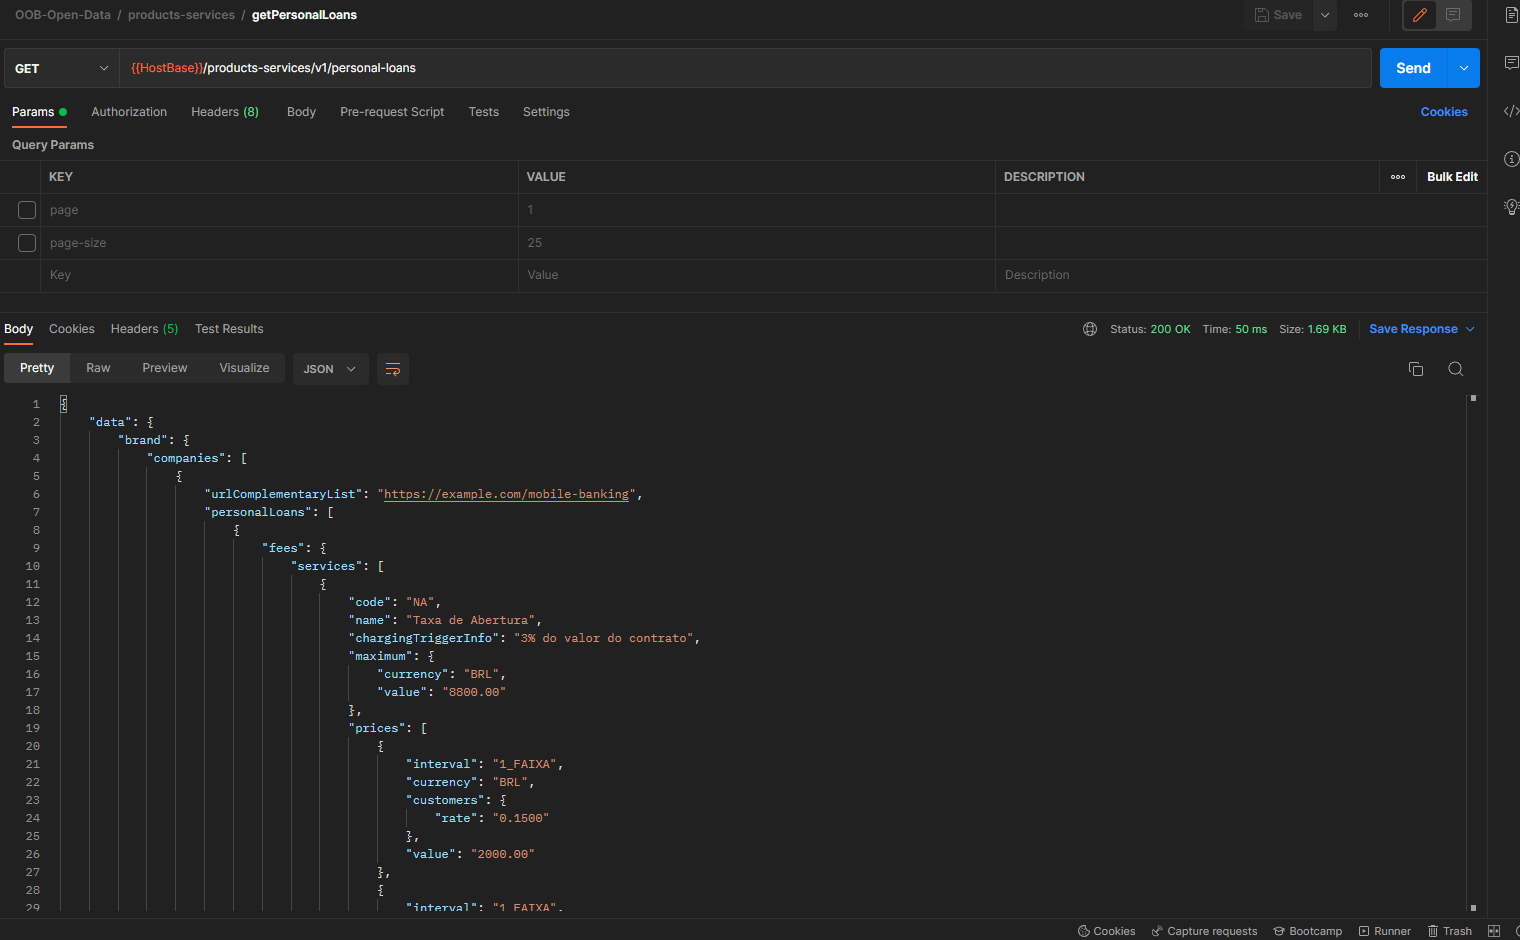 OOB-Open-Data / products-services / getPersonalLoans
Save
GET {{HostBase}}/products-services/v1/personal-loans
Send
Params Authorization Headers (8) Body Pre-request Script Tests Settings
Cookies
Query Params
KEY VALUE DESCRIPTION
Bulk Edit
page 1
page-size 25
Key Value Description
Body Cookies Headers (5) Test Results
Status: 200 OK Time: 50 ms Size: 1.69 KB Save Response
Pretty Raw Preview Visualize JSON
1 {
2 "data": {
3 "brand": {
4 "companies": [
5 {
6 "urlComplementaryList": "https://example.com/mobile-banking",
7 "personalLoans": [
8 {
9 "fees": {
10 "services": [
11 {
12 "code": "NA",
13 "name": "Taxa de Abertura",
14 "chargingTriggerInfo": "3% do valor do contrato",
15 "maximum": {
16 "currency": "BRL",
17 "value": "8800.00"
18 },
19 "prices": [
20 {
21 "interval": "1_FAIXA",
22 "currency": "BRL",
23 "customers": {
24 "rate": "0.1500"
25 },
26 "value": "2000.00"
27 },
28 {
29 "interval": "1_FAIXA",
Cookies Capture requests Bootcamp Runner Trash